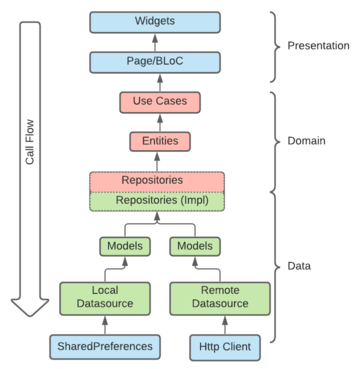 Widgets
Presentation
Page/BLoC
Use Cases
Call Flow
Entities
Domain
Repositories
Repositories (Impl)
Models
Models
Data
Local
Datasource
Remote
Datasource
SharedPreferences
Http Client